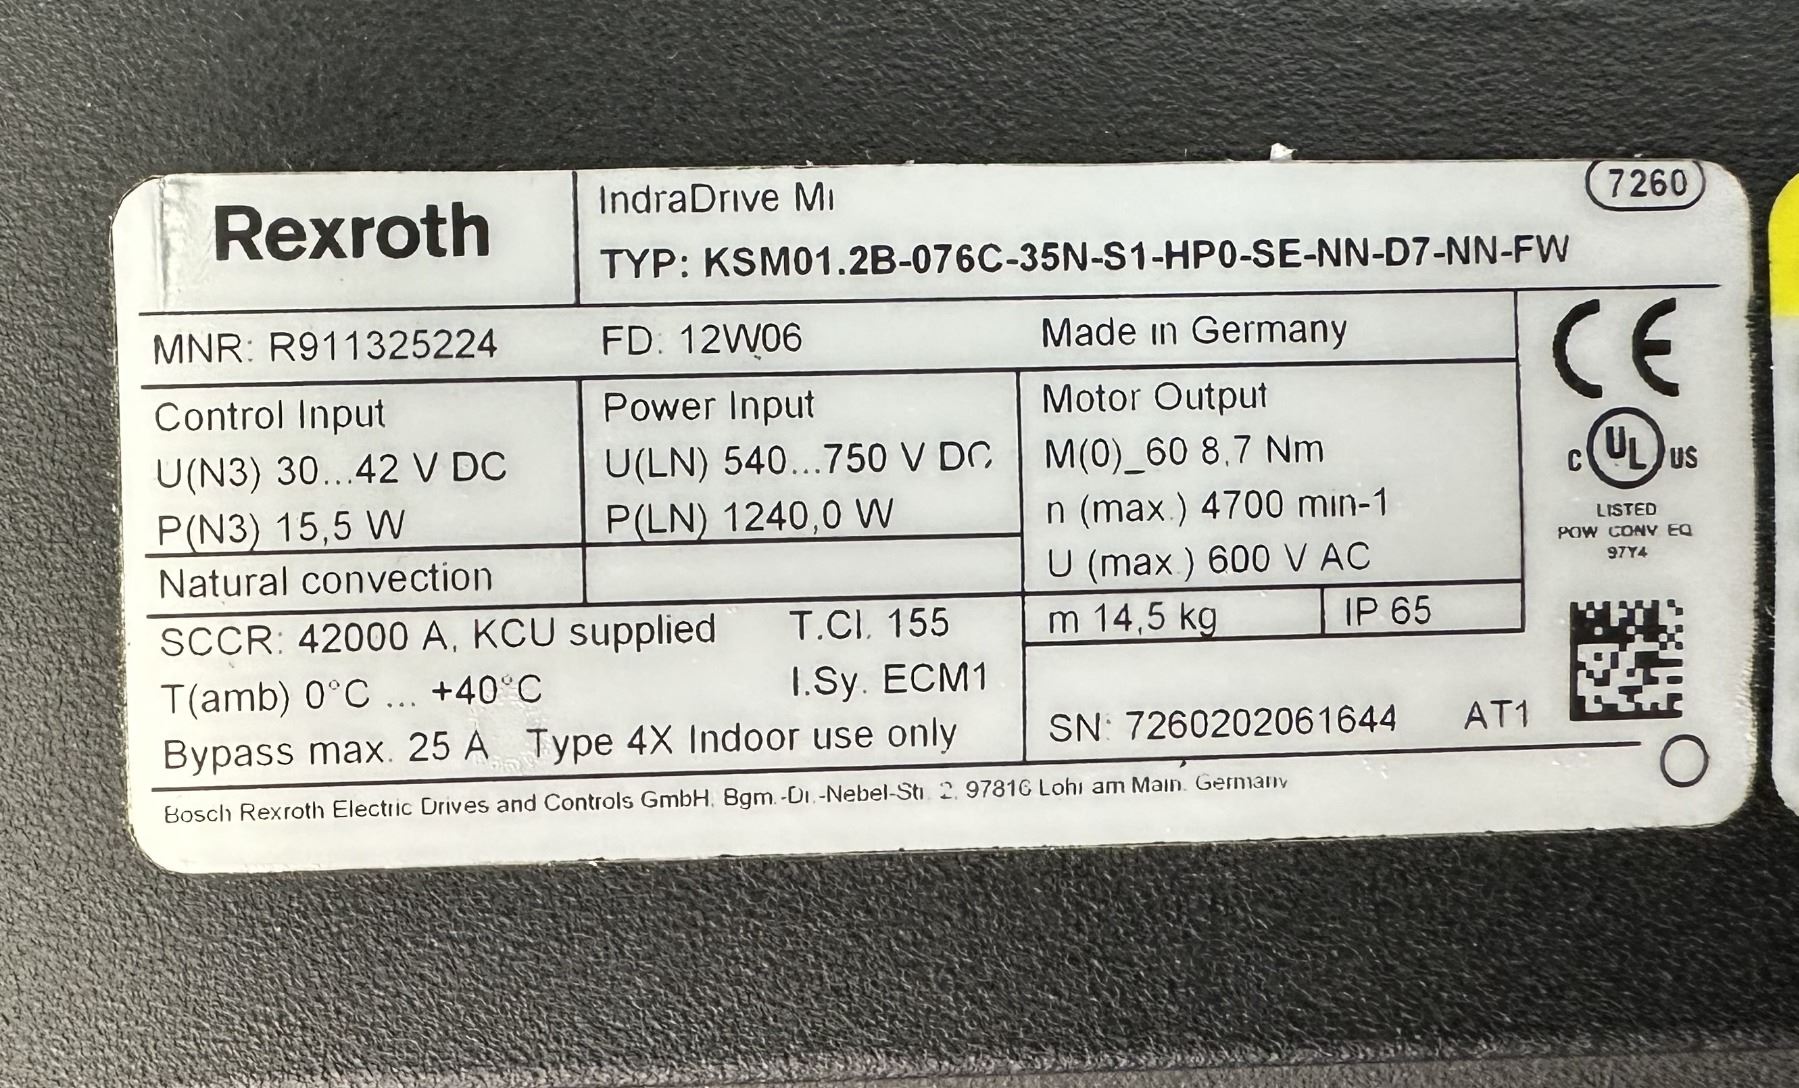 Rexroth
IndraDrive Mi
7260
TYP: KSM01.2B-076C-35N-S1-HP0-SE-NN-D7-NN-FW
MNR: R911325224
FD: 12W06
Made in Germany
Control Input
U(N3) 30...42 V DC
P(N3) 15,5 W
Natural convection
Power Input
U(LN) 540...750 V DC
P(LN) 1240,0 W
Motor Output
M(0)_60 8,7 Nm
n (max.) 4700 min-1
U (max.) 600 V AC
m 14,5 kg
IP 65
CE
C UL US
LISTED
POW CONV EQ
97Y4
SCCR: 42000 A, KCU supplied
T.Cl. 155
T(amb) 0°C ... +40°C
I.Sy. ECM1
Bypass max. 25 A
Type 4X Indoor use only
SN: 7260202061644
AT1
Bosch Rexroth Electric Drives and Controls GmbH, Bgm.-Dr.-Nebel-Str. 2, 97816 Lohr am Main, Germany